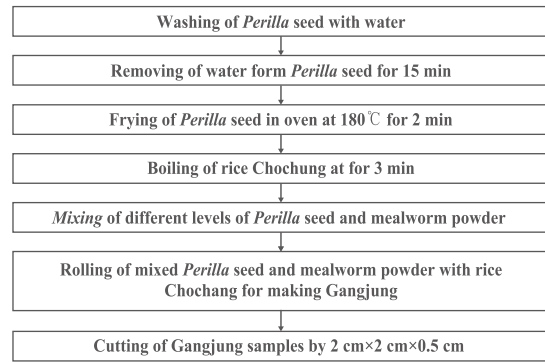 Washing of Perilla seed with water
Removing of water form Perilla seed for 15 min
Frying of Perilla seed in oven at 180℃ for 2 min
Boiling of rice Chochung at for 3 min
Mixing of different levels of Perilla seed and mealworm powder
Rolling of mixed Perilla seed and mealworm powder with rice
Chochang for making Gangjung
Cutting of Gangjung samples by 2 cm×2 cm×0.5 cm